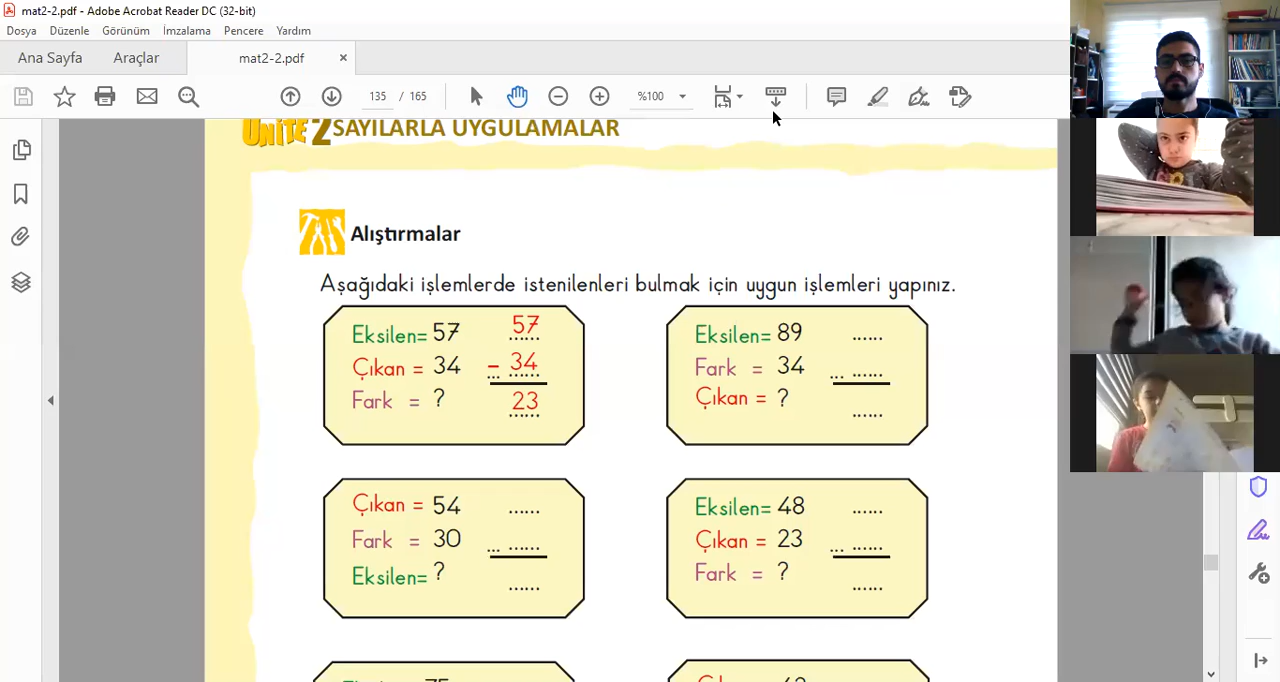 mat2-2.pdf - Adobe Acrobat Reader DC (32-bit)
Dosya Düzenle Görünüm İmzalama Pencere Yardım
Ana Sayfa Araçlar mat2-2.pdf ×
135 / 165 %100
ÜNİTE 2 SAYILARLA UYGULAMALAR
Alıştırmalar
Aşağıdaki işlemlerde istenilenleri bulmak için uygun işlemleri yapınız.
Eksilen= 57 57
Çıkan = 34 - 34
Fark = ? 23
Eksilen= 89 ......
Fark = 34 ... ......
Çıkan = ? ......
Çıkan = 54 ......
Fark = 30 ... ......
Eksilen= ? ......
Eksilen= 48 ......
Çıkan = 23 ... ......
Fark = ? ......